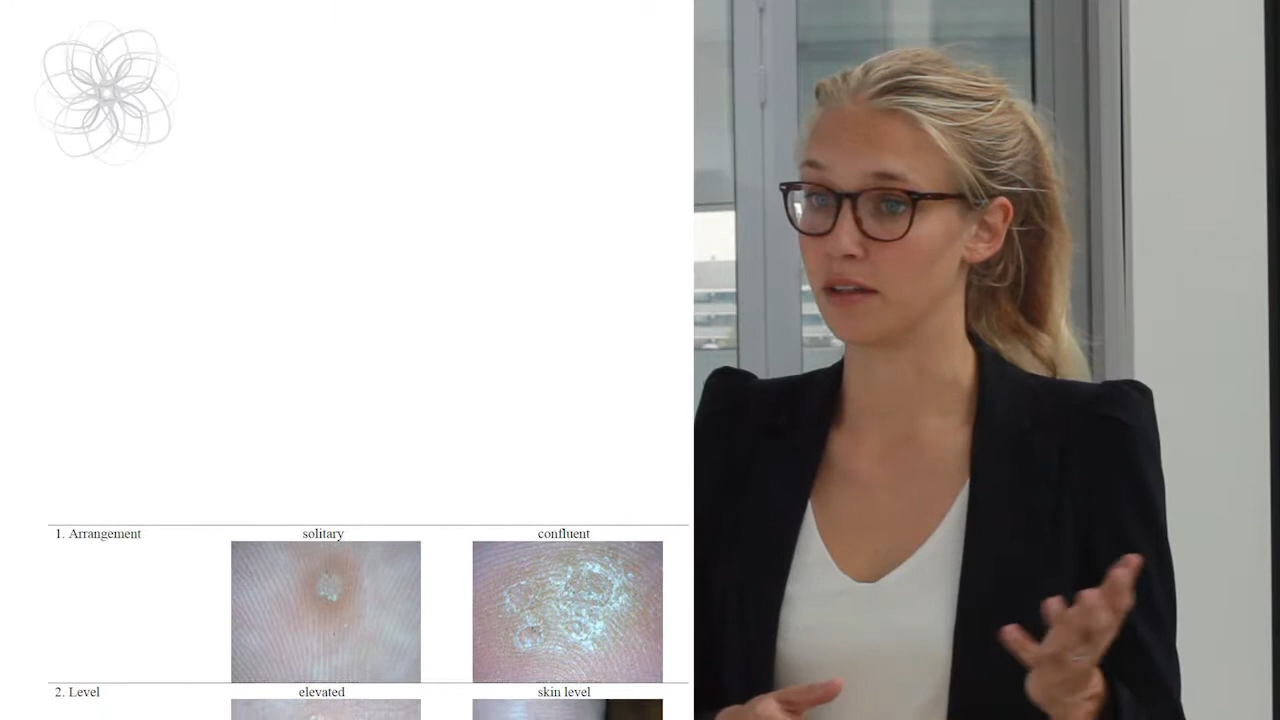 1. Arrangement solitary confluent
2. Level elevated skin level